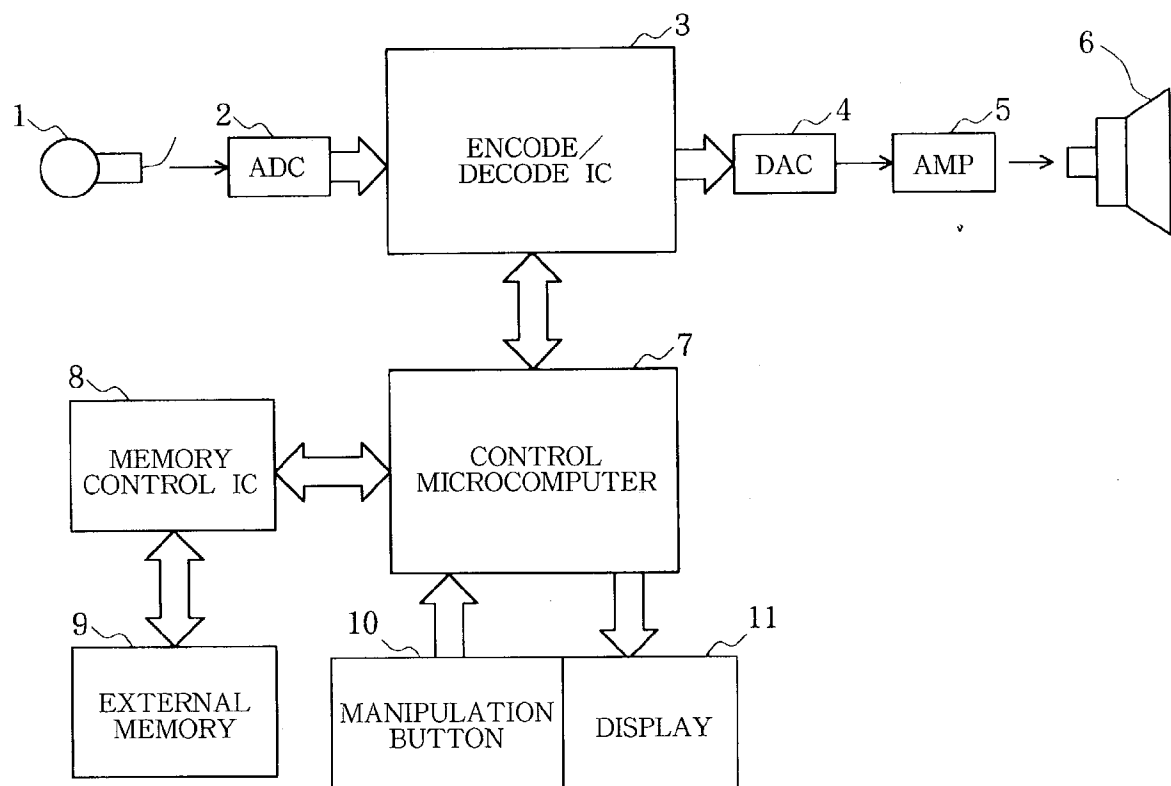 3
6
1
2
4
5
ADC
ENCODE/
DECODE IC
DAC
AMP
7
8
MEMORY
CONTROL IC
CONTROL
MICROCOMPUTER
9
10
11
EXTERNAL
MEMORY
MANIPULATION
BUTTON
DISPLAY